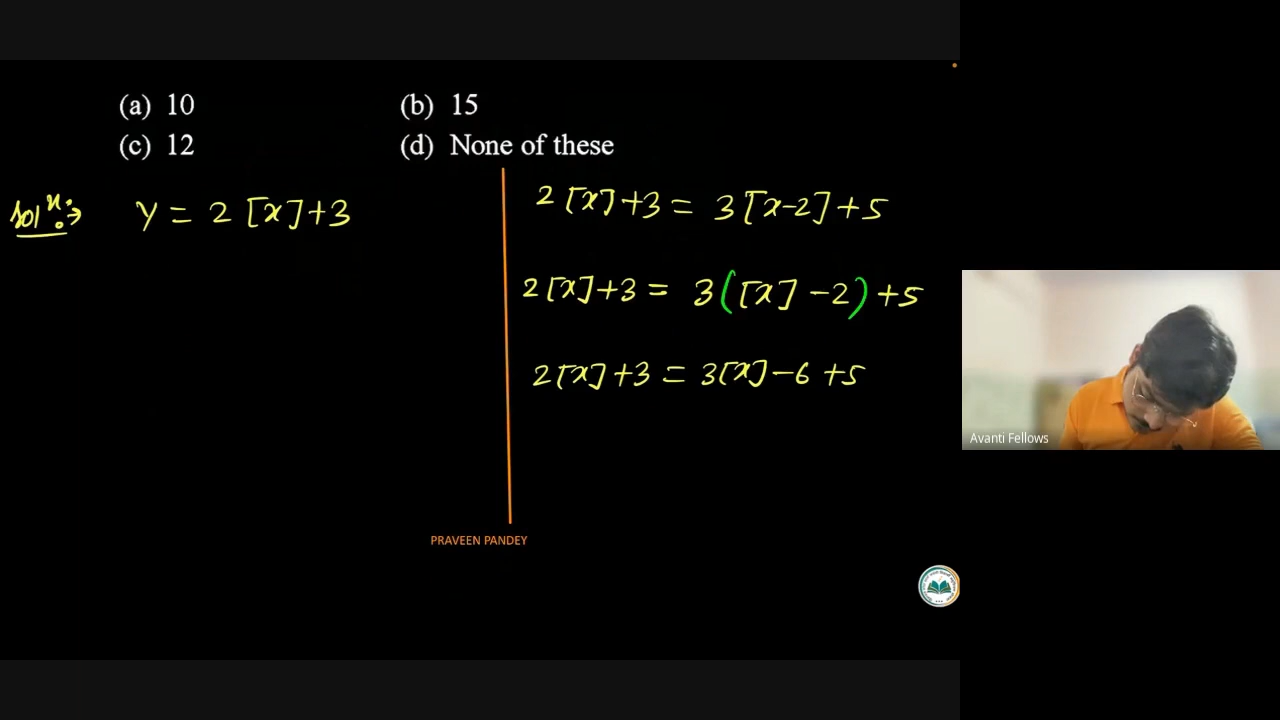 (a) 10 (b) 15
(c) 12 (d) None of these
Solⁿ:→ y = 2[x]+3
2[x]+3 = 3[x-2]+5
2[x]+3 = 3([x]-2)+5
2[x]+3 = 3[x]-6+5
PRAVEEN PANDEY
Avanti Fellows